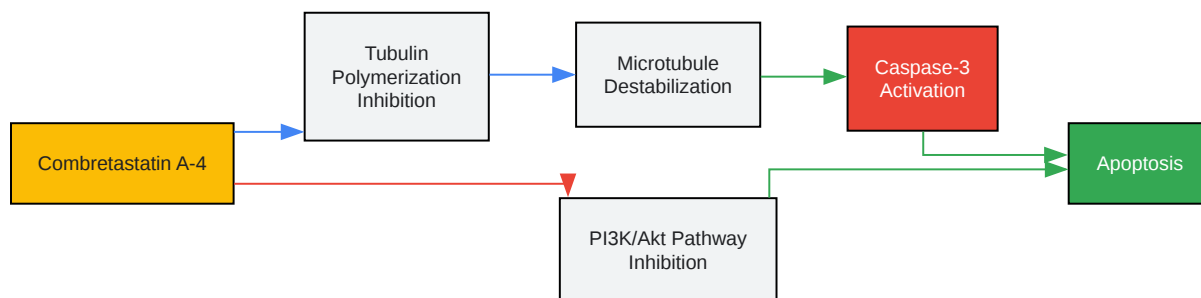 Combretastatin A-4
Tubulin
Polymerization
Inhibition
Microtubule
Destabilization
Caspase-3
Activation
Apoptosis
PI3K/Akt Pathway
Inhibition